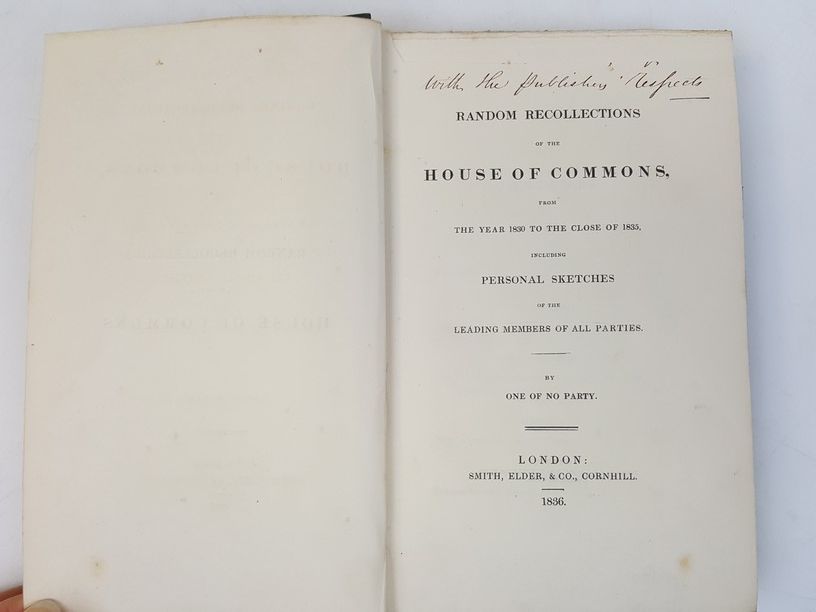 With the Publishers' Respects
RANDOM RECOLLECTIONS
OF THE
HOUSE OF COMMONS,
FROM
THE YEAR 1830 TO THE CLOSE OF 1835,
INCLUDING
PERSONAL SKETCHES
OF THE
LEADING MEMBERS OF ALL PARTIES.
BY
ONE OF NO PARTY.
LONDON:
SMITH, ELDER, & CO., CORNHILL.
1836.